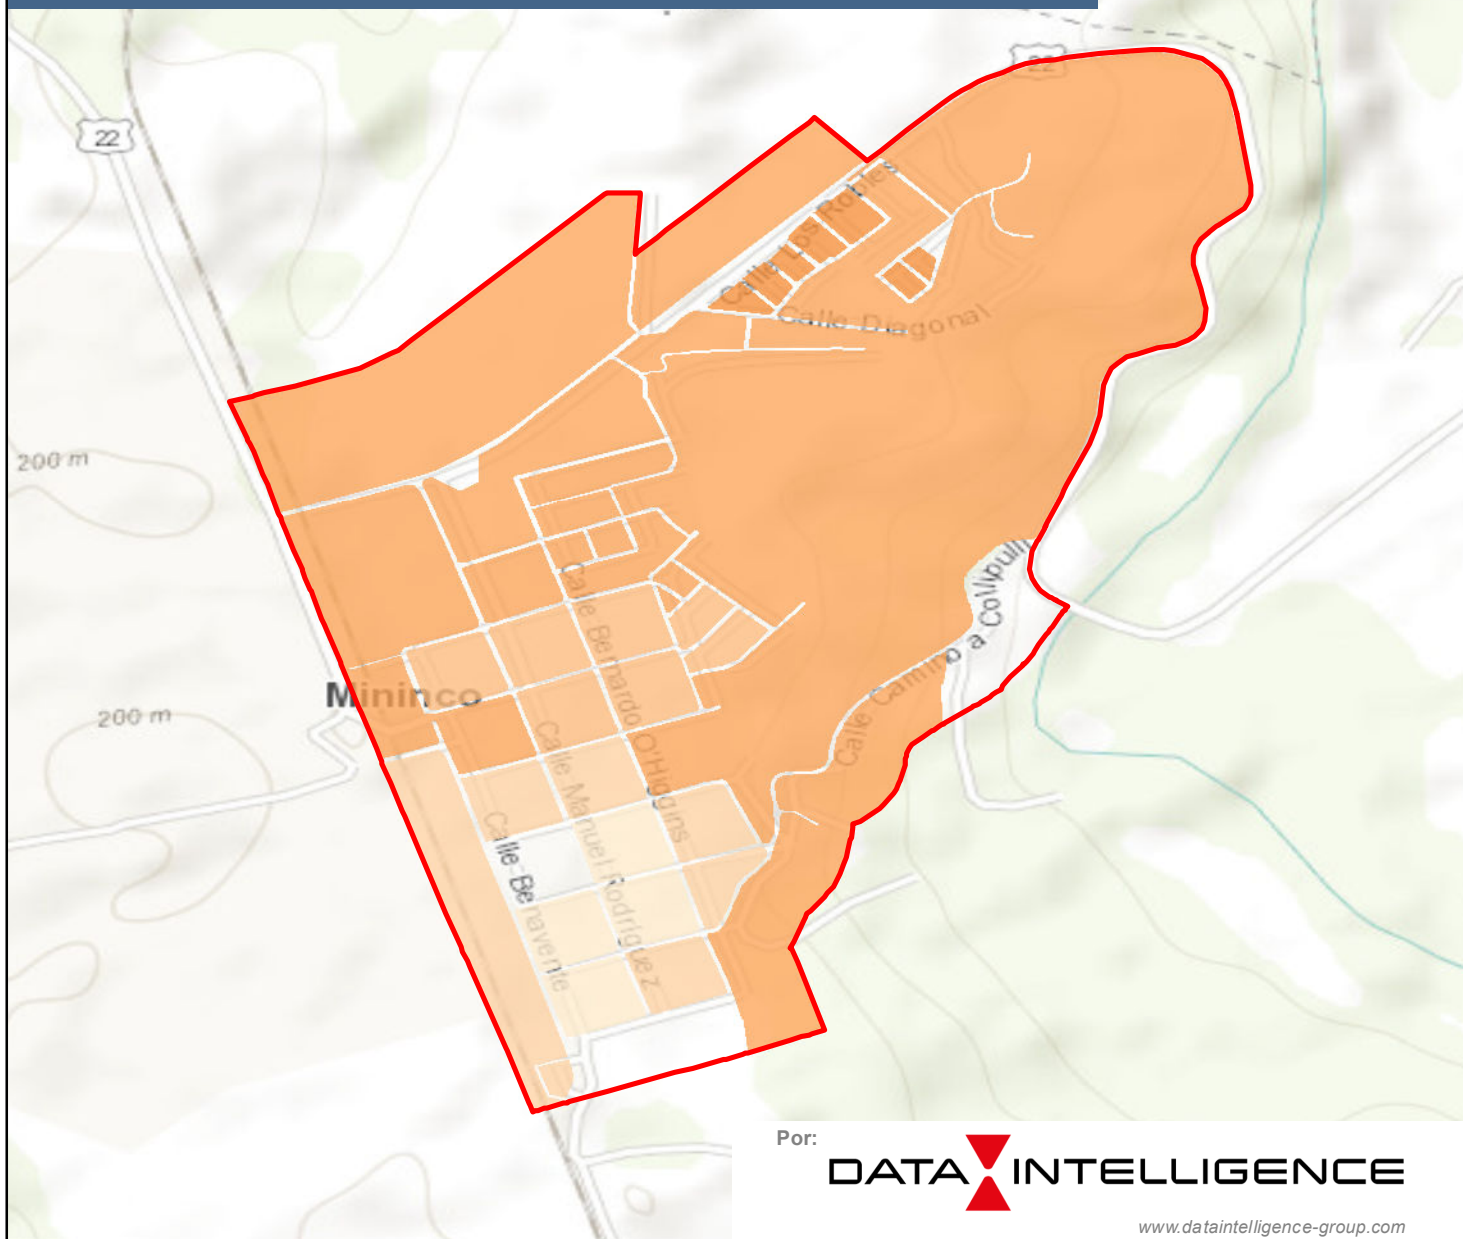 22
22
Calle Los Robles
Calle Diagonal
200 m
Calle Bernardo O'Higgins
Calle Camino a Collipulli
Mininco
200 m
Calle Manuel Rodriguez
Calle Benavente
Por:
DATA INTELLIGENCE
www.dataintelligence-group.com